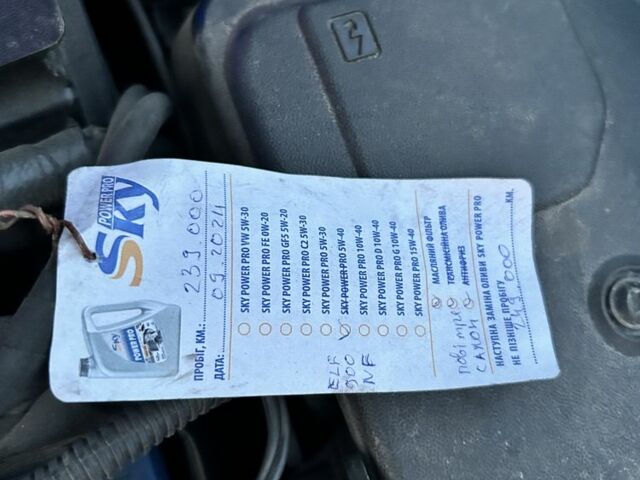 Sky
POWER PRO
ПРОБІГ, КМ.: 239 000
ДАТА: 09.2024
SKY POWER PRO VW 5W-30
SKY POWER PRO FE 0W-20
SKY POWER PRO GF5 5W-20
SKY POWER PRO C2 5W-30
SKY POWER PRO 5W-30
ELF SKY POWER PRO 5W-40
900 SKY POWER PRO 10W-40
NF SKY POWER PRO D 10W-40
SKY POWER PRO G 10W-40
SKY POWER PRO 15W-40
МАСЛЯНИЙ ФІЛЬТР
повітря ТРАНСМІСІЙНА ОЛИВА
салон АНТИФРИЗ
НАСТУПНА ЗАМІНА ОЛИВИ SKY POWER PRO
НЕ ПІЗНІШЕ ПРОБІГУ 249 000 КМ.